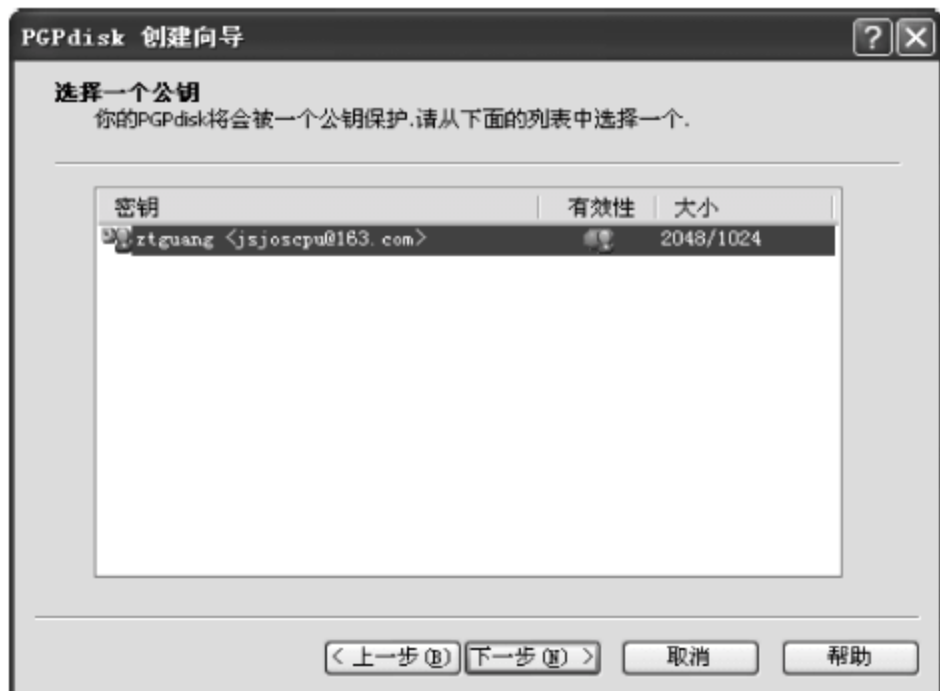 PGPdisk 创建向导
选择一个公钥
你的PGPdisk将会被一个公钥保护.请从下面的列表中选择一个.
密钥 有效性 大小
ztguang <jsjoscpu@163.com> 2048/1024
< 上一步(B) 下一步(N) > 取消 帮助